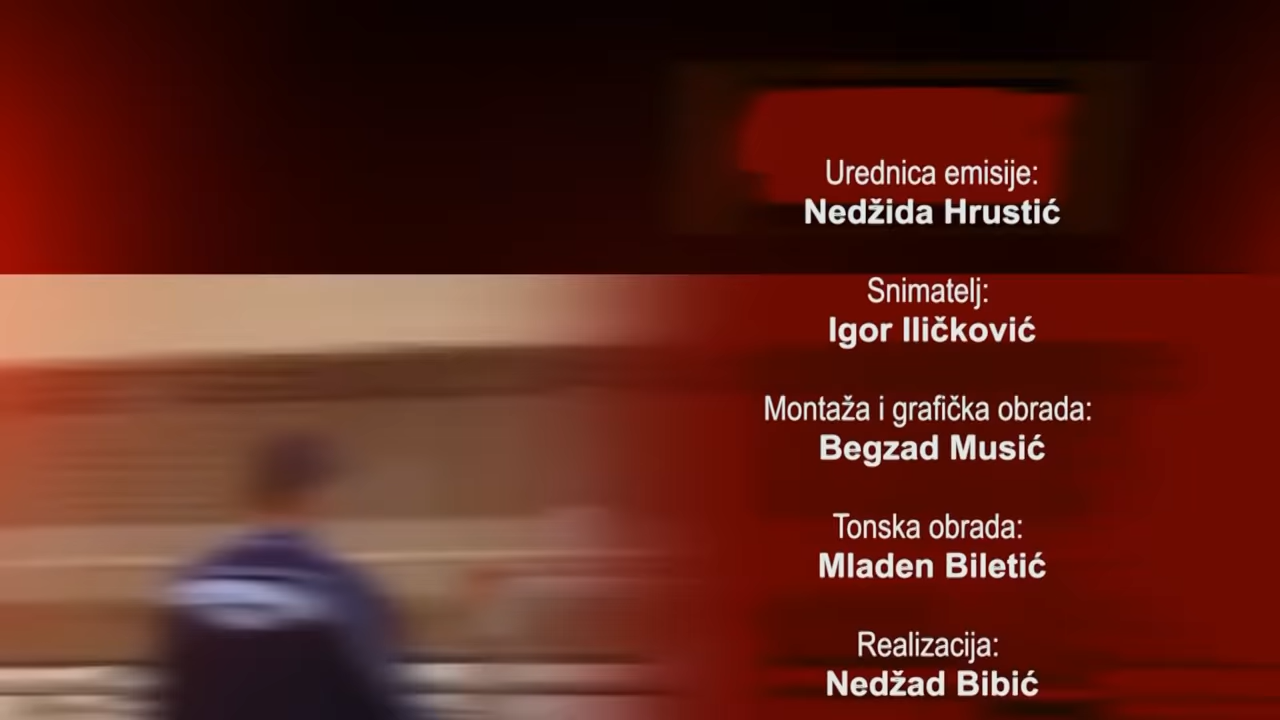 Urednica emisije:
Nedžida Hrustić
Snimatelj:
Igor Iličković
Montaža i grafička obrada:
Begzad Musić
Tonska obrada:
Mladen Biletić
Realizacija:
Nedžad Bibić